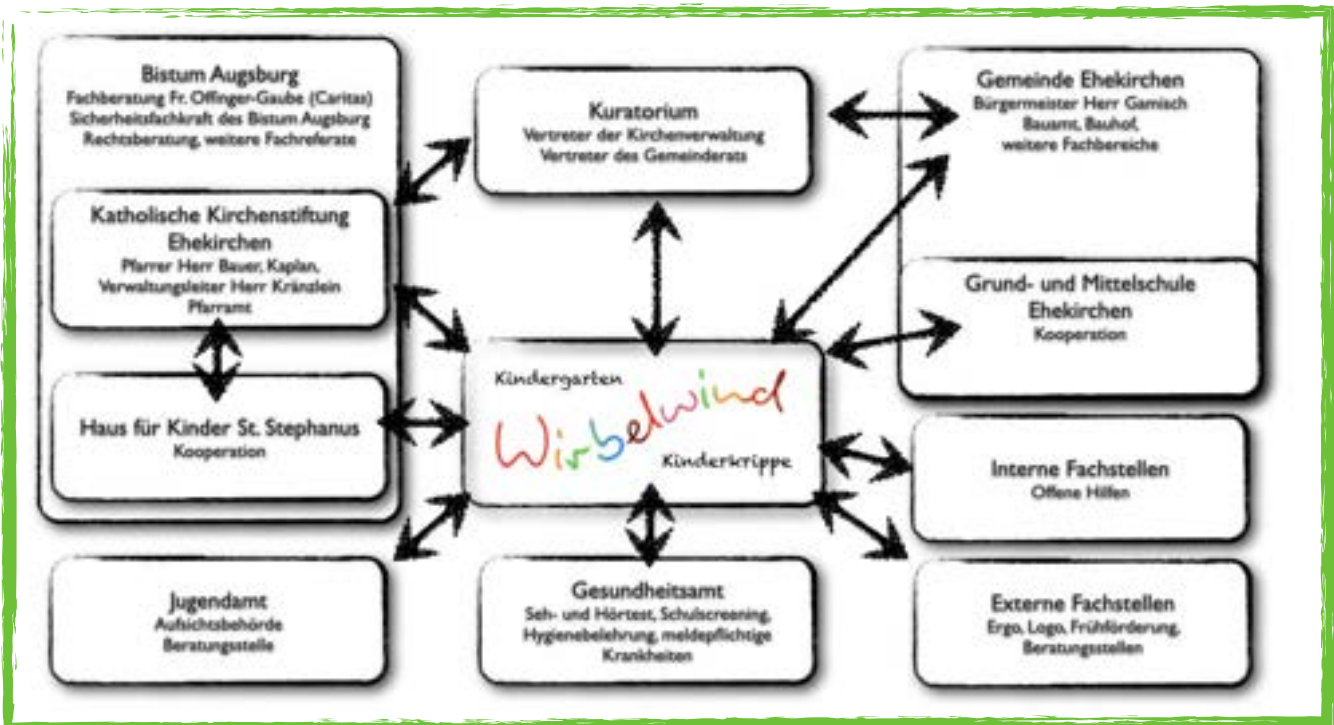 Bistum Augsburg
Fachberatung Fr. Offinger-Gaube (Caritas)
Sicherheitsfachkraft des Bistum Augsburg
Rechtsberatung, weitere Fachreferate
Katholische Kirchenstiftung
Ehekirchen
Pfarrer Herr Bauer, Kaplan,
Verwaltungsleiter Herr Kränzlein
Pfarramt
Haus für Kinder St. Stephanus
Kooperation
Jugendamt
Aufsichtsbehörde
Beratungsstelle
Kuratorium
Vertreter der Kirchenverwaltung
Vertreter des Gemeinderats
Kindergarten
Wirbelwind
Kinderkrippe
Gesundheitsamt
Seh- und Hörtest, Schulscreening,
Hygienebelehrung, meldepflichtige
Krankheiten
Gemeinde Ehekirchen
Bürgermeister Herr Gamisch
Bauamt, Bauhof,
weitere Fachbereiche
Grund- und Mittelschule
Ehekirchen
Kooperation
Interne Fachstellen
Offene Hilfen
Externe Fachstellen
Ergo, Logo, Frühförderung,
Beratungsstellen